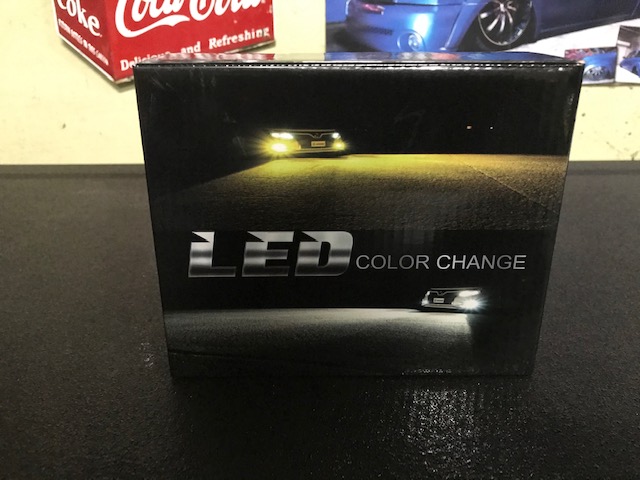 Coca-Cola
Coke
Delicious and Refreshing
LED COLOR CHANGE